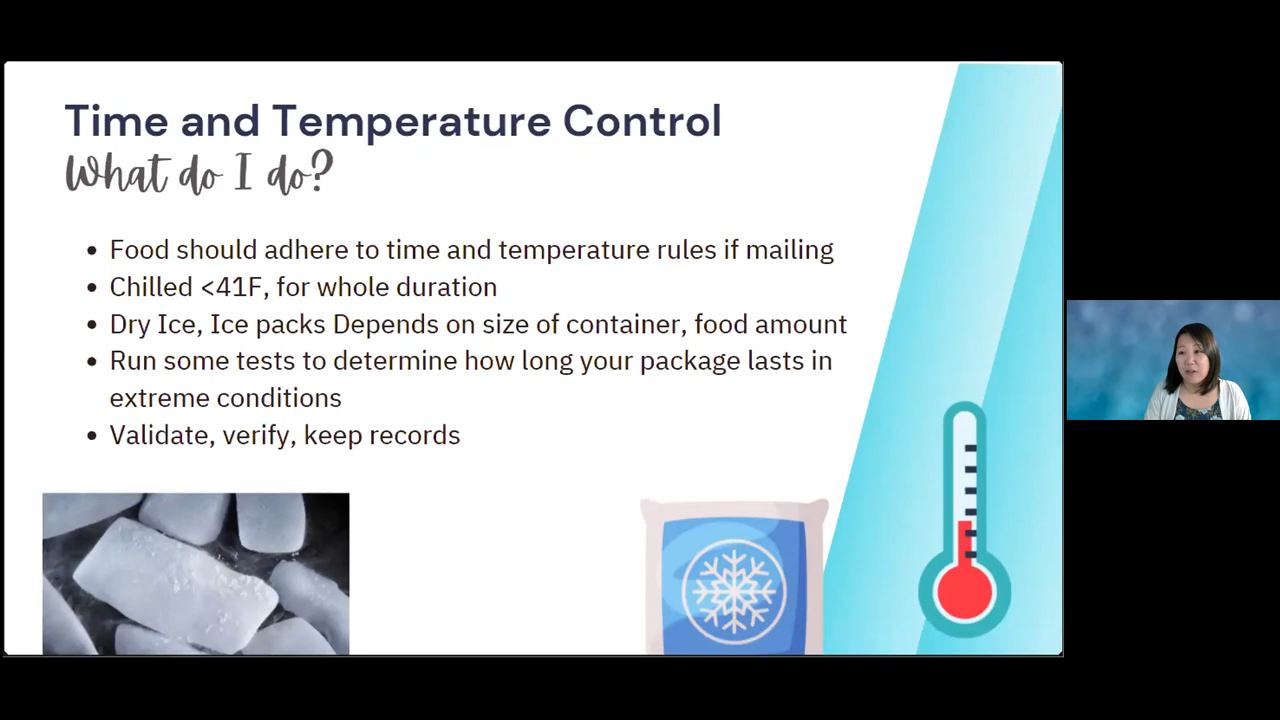 Time and Temperature Control
What do I do?
• Food should adhere to time and temperature rules if mailing
• Chilled <41F, for whole duration
• Dry Ice, Ice packs Depends on size of container, food amount
• Run some tests to determine how long your package lasts in
extreme conditions
• Validate, verify, keep records